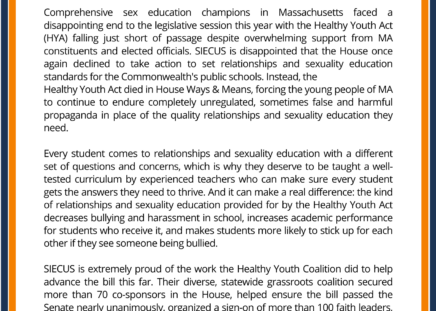 Comprehensive sex education champions in Massachusetts faced a
disappointing end to the legislative session this year with the Healthy Youth Act
(HYA) falling just short of passage despite overwhelming support from MA
constituents and elected officials. SIECUS is disappointed that the House once
again declined to take action to set relationships and sexuality education
standards for the Commonwealth's public schools. Instead, the
Healthy Youth Act died in House Ways & Means, forcing the young people of MA
to continue to endure completely unregulated, sometimes false and harmful
propaganda in place of the quality relationships and sexuality education they
need.
Every student comes to relationships and sexuality education with a different
set of questions and concerns, which is why they deserve to be taught a well-
tested curriculum by experienced teachers who can make sure every student
gets the answers they need to thrive. And it can make a real difference: the kind
of relationships and sexuality education provided for by the Healthy Youth Act
decreases bullying and harassment in school, increases academic performance
for students who receive it, and makes students more likely to stick up for each
other if they see someone being bullied.
SIECUS is extremely proud of the work the Healthy Youth Coalition did to help
advance the bill this far. Their diverse, statewide grassroots coalition secured
more than 70 co-sponsors in the House, helped ensure the bill passed the
Senate nearly unanimously, organized a sign-on of more than 100 faith leaders,